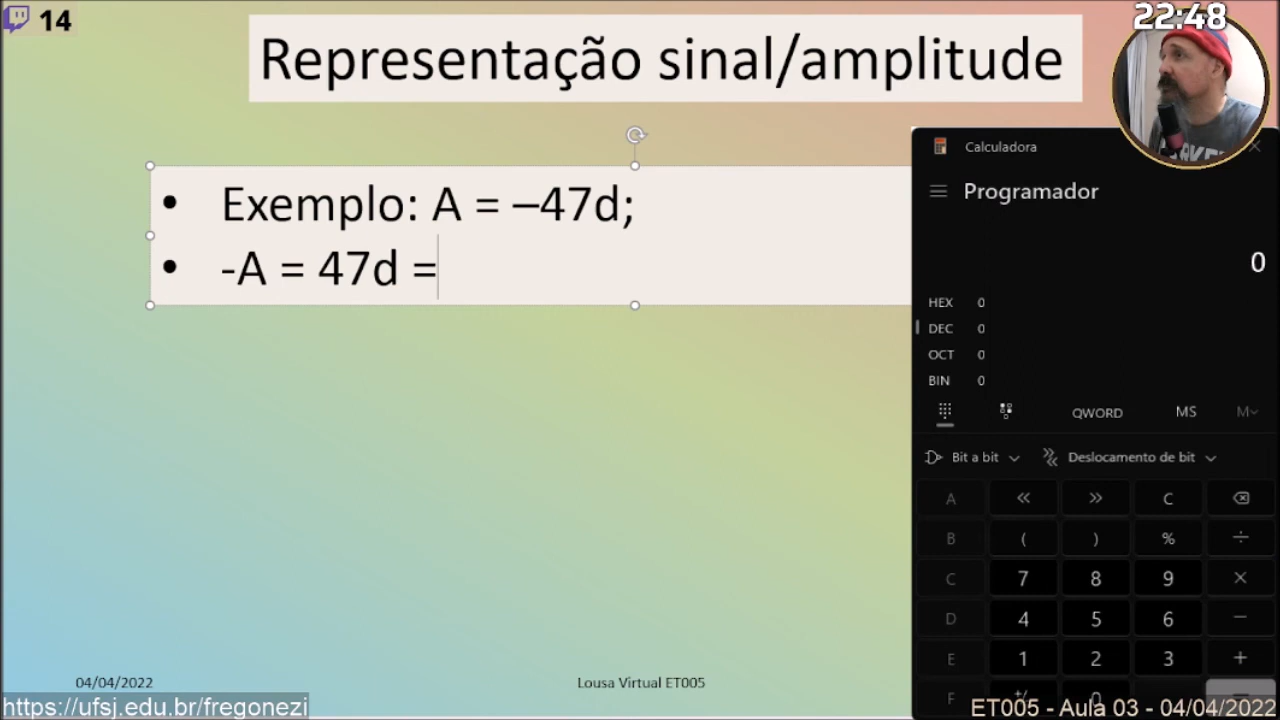 14
22:48
Representação sinal/amplitude
• Exemplo: A = –47d;
• -A = 47d =
Calculadora
Programador
0
HEX 0
DEC 0
OCT 0
BIN 0
QWORD MS M
Bit a bit Deslocamento de bit
A « » C
B ( ) % ÷
C 7 8 9 ×
D 4 5 6 −
E 1 2 3 +
F +/ 0 =
04/04/2022
Lousa Virtual ET005
https://ufsj.edu.br/fregonezi
ET005 - Aula 03 - 04/04/2022